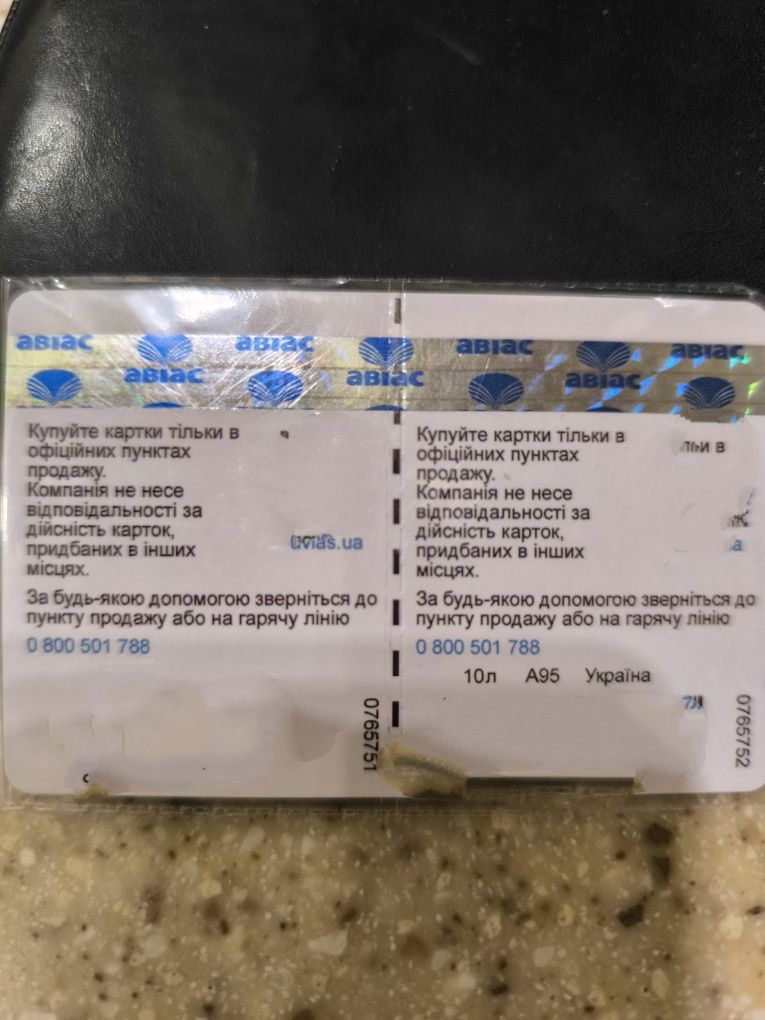 авіас авіас авіас авіас
авіас авіас авіас
Купуйте картки тільки в
офіційних пунктах
продажу.
Компанія не несе
відповідальності за
дійсність карток,
придбаних в інших
місцях.
vias.ua
За будь-якою допомогою зверніться до
пункту продажу або на гарячу лінію
0 800 501 788
0765751
Купуйте картки тільки в
офіційних пунктах
продажу.
Компанія не несе
відповідальності за
дійсність карток,
придбаних в інших
місцях.
За будь-якою допомогою зверніться до
пункту продажу або на гарячу лінію
0 800 501 788
10л А95 Україна
0765752